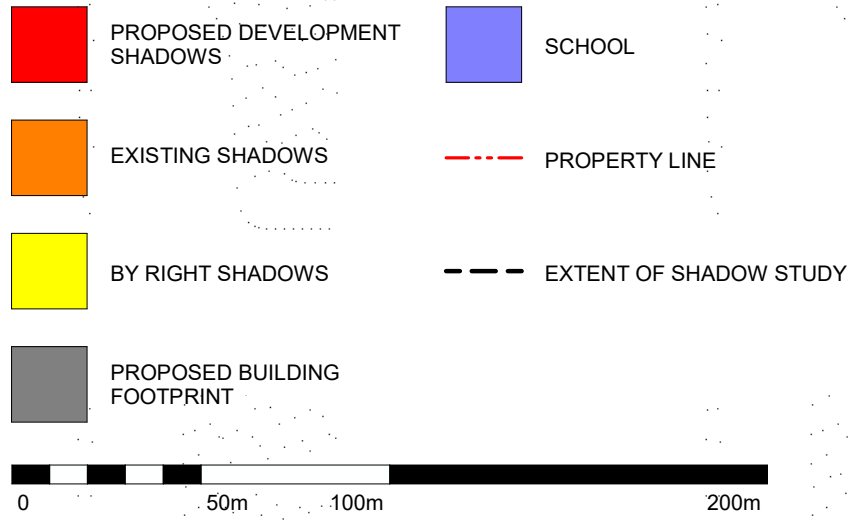 PROPOSED DEVELOPMENT
SHADOWS
EXISTING SHADOWS
BY RIGHT SHADOWS
PROPOSED BUILDING
FOOTPRINT
SCHOOL
PROPERTY LINE
EXTENT OF SHADOW STUDY
0 50m 100m 200m